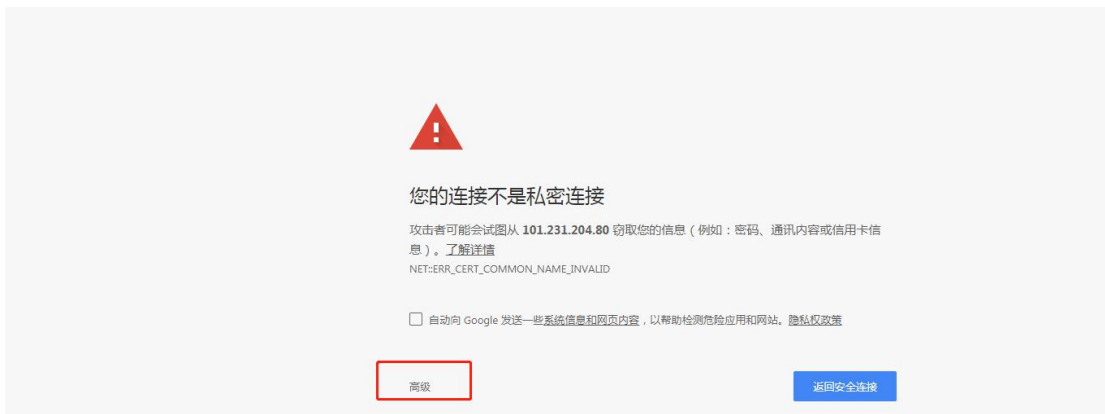 您的连接不是私密连接
攻击者可能会试图从 101.231.204.80 窃取您的信息（例如：密码、通讯内容或信用卡信
息）。了解详情
NET::ERR_CERT_COMMON_NAME_INVALID
自动向 Google 发送一些系统信息和网页内容，以帮助检测危险应用和网站。隐私权政策
高级
返回安全连接